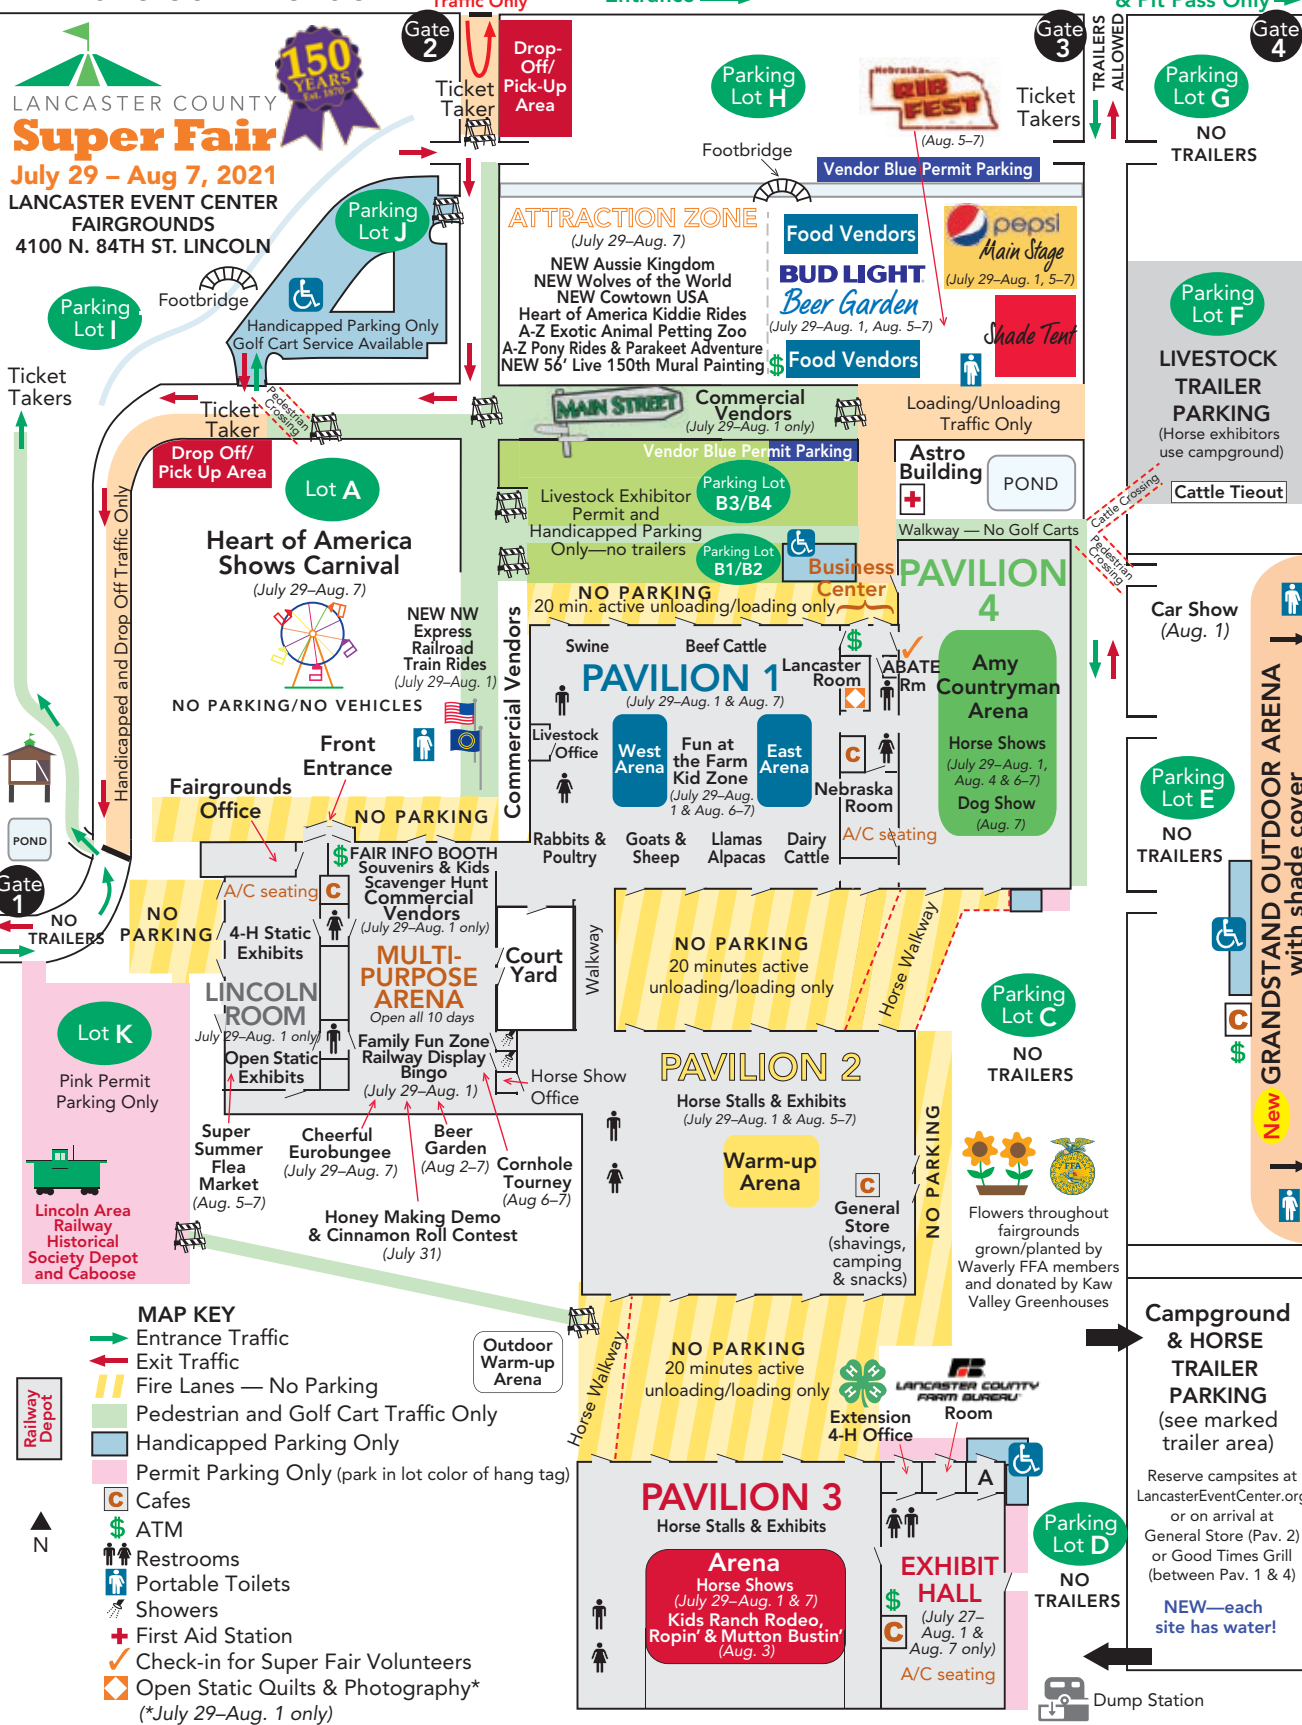 Traffic Only
Entrance
& Pit Pass Only
Gate
2
Gate
3
Gate
4
150
YEARS
Est. 1870
LANCASTER COUNTY
Super Fair
July 29 – Aug 7, 2021
LANCASTER EVENT CENTER
FAIRGROUNDS
4100 N. 84TH ST. LINCOLN
Drop-
Off/
Pick-Up
Area
Ticket
Taker
Parking
Lot H
Nebraska
RIB
FEST
(Aug. 5–7)
Ticket
Takers
TRAILERS
ALLOWED
Parking
Lot G
NO
TRAILERS
Footbridge
Vendor Blue Permit Parking
Parking
Lot J
Handicapped Parking Only
Golf Cart Service Available
Footbridge
Parking
Lot I
Ticket
Takers
ATTRACTION ZONE
(July 29–Aug. 7)
NEW Aussie Kingdom
NEW Wolves of the World
NEW Cowtown USA
Heart of America Kiddie Rides
A-Z Exotic Animal Petting Zoo
A-Z Pony Rides & Parakeet Adventure
NEW 56' Live 150th Mural Painting
Food Vendors
BUD LIGHT
Beer Garden
(July 29–Aug. 1, Aug. 5–7)
$ Food Vendors
pepsi
Main Stage
(July 29–Aug. 1, 5–7)
Shade Tent
Parking
Lot F
LIVESTOCK
TRAILER
PARKING
(Horse exhibitors
use campground)
Cattle Tieout
Ticket
Taker
Pedestrian
Crossing
Drop Off/
Pick Up Area
MAIN STREET
Commercial
Vendors
(July 29–Aug. 1 only)
Loading/Unloading
Traffic Only
Vendor Blue Permit Parking
Astro
Building
POND
Livestock Exhibitor
Permit and
Handicapped Parking
Only—no trailers
Parking Lot
B3/B4
Parking Lot
B1/B2
Walkway — No Golf Carts
Cattle Crossing
Pedestrian
Crossing
Handicapped and Drop Off Traffic Only
Lot A
Heart of America
Shows Carnival
(July 29–Aug. 7)
NEW NW
Express
Railroad
Train Rides
(July 29–Aug. 1)
NO PARKING/NO VEHICLES
Commercial Vendors
Business
Center
NO PARKING
20 min. active unloading/loading only
Swine
Beef Cattle
$
PAVILION 1
(July 29–Aug. 1 & Aug. 7)
Lancaster
Room
ABATE
Rm
Livestock
Office
West
Arena
Fun at
the Farm
Kid Zone
(July 29–Aug.
1 & Aug. 6–7)
East
Arena
C
Nebraska
Room
A/C seating
Rabbits &
Poultry
Goats &
Sheep
Llamas
Alpacas
Dairy
Cattle
PAVILION
4
Amy
Countryman
Arena
Horse Shows
(July 29–Aug. 1,
Aug. 4 & 6–7)
Dog Show
(Aug. 7)
Car Show
(Aug. 1)
Parking
Lot E
NO
TRAILERS
New GRANDSTAND OUTDOOR ARENA
with shade cover
C
$
Front
Entrance
Fairgrounds
Office
NO PARKING
POND
Gate
1
NO
TRAILERS
NO
PARKING
$ FAIR INFO BOOTH
Souvenirs & Kids
Scavenger Hunt
Commercial
Vendors
(July 29–Aug. 1 only)
A/C seating
C
4-H Static
Exhibits
MULTI-
PURPOSE
ARENA
Open all 10 days
LINCOLN
ROOM
July 29–Aug. 1 only)
Open Static
Exhibits
Family Fun Zone
Railway Display
Bingo
(July 29–Aug. 1)
Court
Yard
Walkway
NO PARKING
20 minutes active
unloading/loading only
Horse Walkway
Parking
Lot C
NO
TRAILERS
Horse Show
Office
Lot K
Pink Permit
Parking Only
Lincoln Area
Railway
Historical
Society Depot
and Caboose
Super
Summer
Flea
Market
(Aug. 5–7)
Cheerful
Eurobungee
(July 29–Aug. 7)
Beer
Garden
(Aug 2–7)
Cornhole
Tourney
(Aug 6–7)
Honey Making Demo
& Cinnamon Roll Contest
(July 31)
PAVILION 2
Horse Stalls & Exhibits
(July 29–Aug. 1 & Aug. 5–7)
Warm-up
Arena
C
General
Store
(shavings,
camping
& snacks)
NO PARKING
FFA
Flowers throughout
fairgrounds
grown/planted by
Waverly FFA members
and donated by Kaw
Valley Greenhouses
MAP KEY
Entrance Traffic
Exit Traffic
Fire Lanes — No Parking
Pedestrian and Golf Cart Traffic Only
Handicapped Parking Only
Permit Parking Only (park in lot color of hang tag)
C Cafes
$ ATM
Restrooms
Portable Toilets
Showers
First Aid Station
Check-in for Super Fair Volunteers
Open Static Quilts & Photography*
(*July 29–Aug. 1 only)
Railway
Depot
N
Outdoor
Warm-up
Arena
Horse Walkway
NO PARKING
20 minutes active
unloading/loading only
H H H H
LANCASTER COUNTY
FARM BUREAU
Room
Extension
4-H Office
A
PAVILION 3
Horse Stalls & Exhibits
Arena
Horse Shows
(July 29–Aug. 1 & 7)
Kids Ranch Rodeo,
Ropin' & Mutton Bustin'
(Aug. 3)
EXHIBIT
HALL
$
(July 27–
Aug. 1 &
Aug. 7 only)
C
A/C seating
Parking
Lot D
NO
TRAILERS
Campground
& HORSE
TRAILER
PARKING
(see marked
trailer area)
Reserve campsites at
LancasterEventCenter.org
or on arrival at
General Store (Pav. 2)
or Good Times Grill
(between Pav. 1 & 4)
NEW—each
site has water!
Dump Station